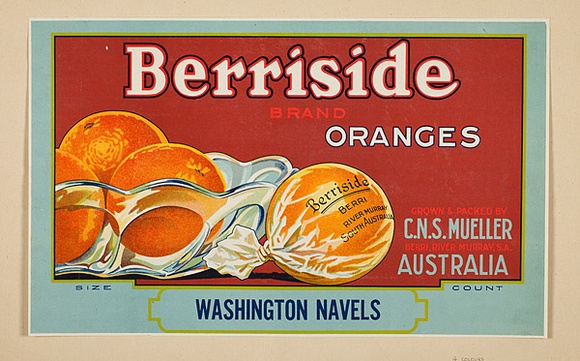 Berriside
BRAND
ORANGES
Berriside
BERRI
RIVER MURRAY
SOUTH AUSTRALIA
GROWN & PACKED BY
C.N.S. MUELLER
BERRI, RIVER MURRAY, S.A.
AUSTRALIA
SIZE
COUNT
WASHINGTON NAVELS